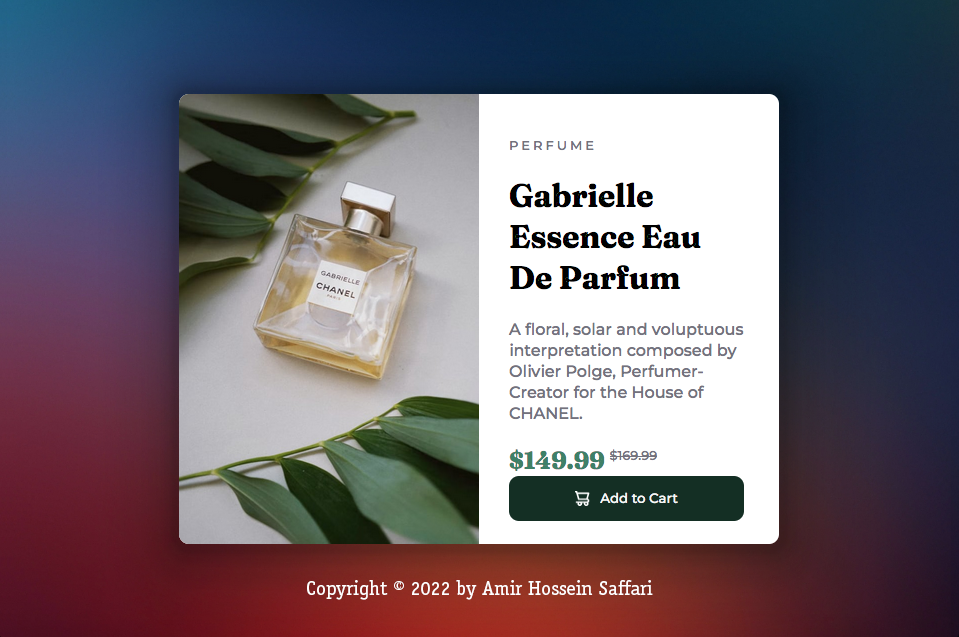 GABRIELLE
CHANEL
PARIS
PERFUME
Gabrielle
Essence Eau
De Parfum
A floral, solar and voluptuous
interpretation composed by
Olivier Polge, Perfumer-
Creator for the House of
CHANEL.
$149.99 $169.99
Add to Cart
Copyright © 2022 by Amir Hossein Saffari